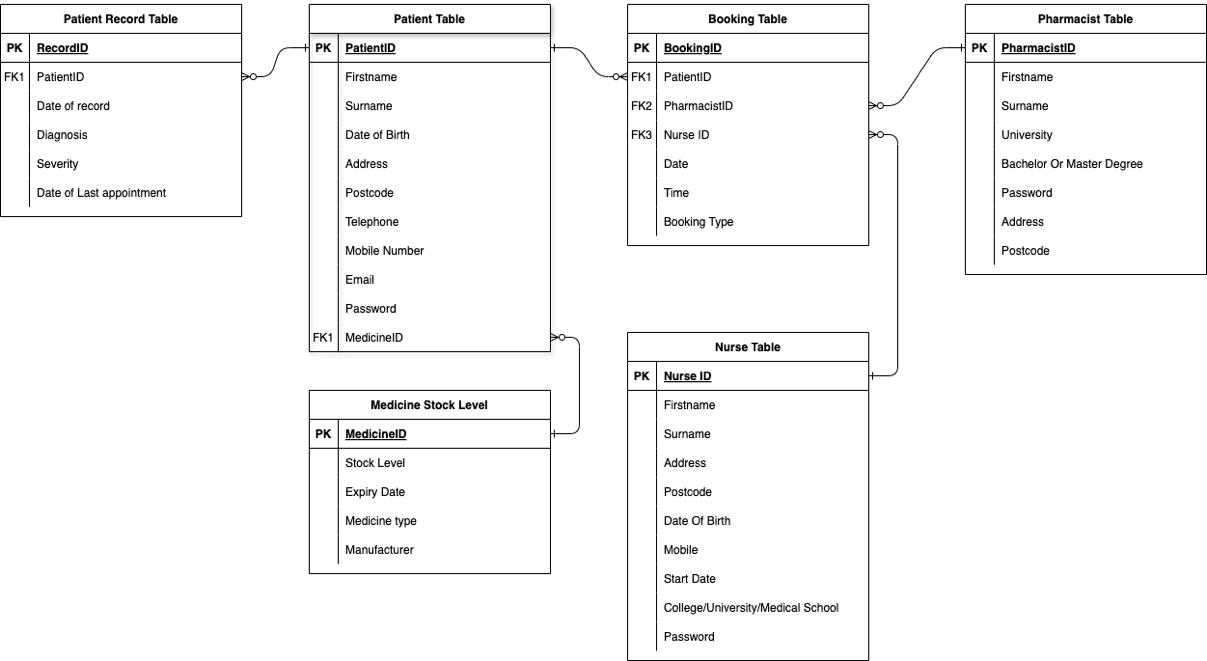 Patient Record Table
PK RecordID
FK1 PatientID
Date of record
Diagnosis
Severity
Date of Last appointment
Patient Table
PK PatientID
Firstname
Surname
Date of Birth
Address
Postcode
Telephone
Mobile Number
Email
Password
FK1 MedicineID
Medicine Stock Level
PK MedicineID
Stock Level
Expiry Date
Medicine type
Manufacturer
Booking Table
PK BookingID
FK1 PatientID
FK2 PharmacistID
FK3 Nurse ID
Date
Time
Booking Type
Nurse Table
PK Nurse ID
Firstname
Surname
Address
Postcode
Date Of Birth
Mobile
Start Date
College/University/Medical School
Password
Pharmacist Table
PK PharmacistID
Firstname
Surname
University
Bachelor Or Master Degree
Password
Address
Postcode